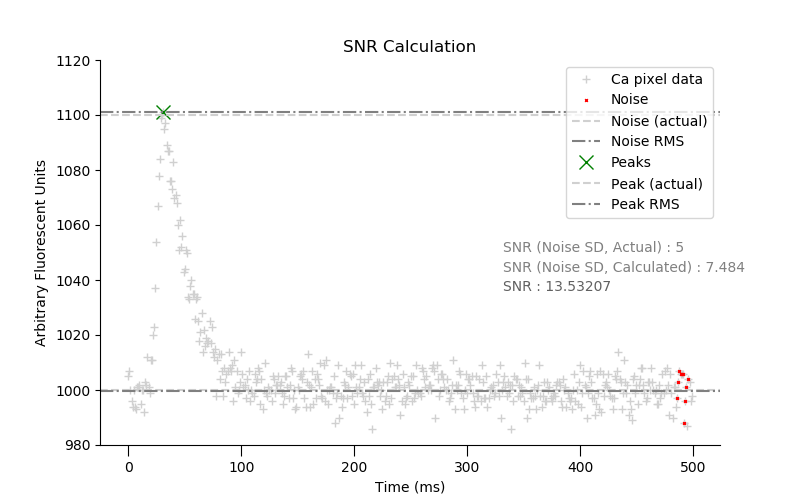 SNR Calculation
Arbitrary Fluorescent Units
1120
1100
1080
1060
1040
1020
1000
980
Ca pixel data
Noise
Noise (actual)
Noise RMS
Peaks
Peak (actual)
Peak RMS
SNR (Noise SD, Actual) : 5
SNR (Noise SD, Calculated) : 7.484
SNR : 13.53207
0
100
200
300
400
500
Time (ms)